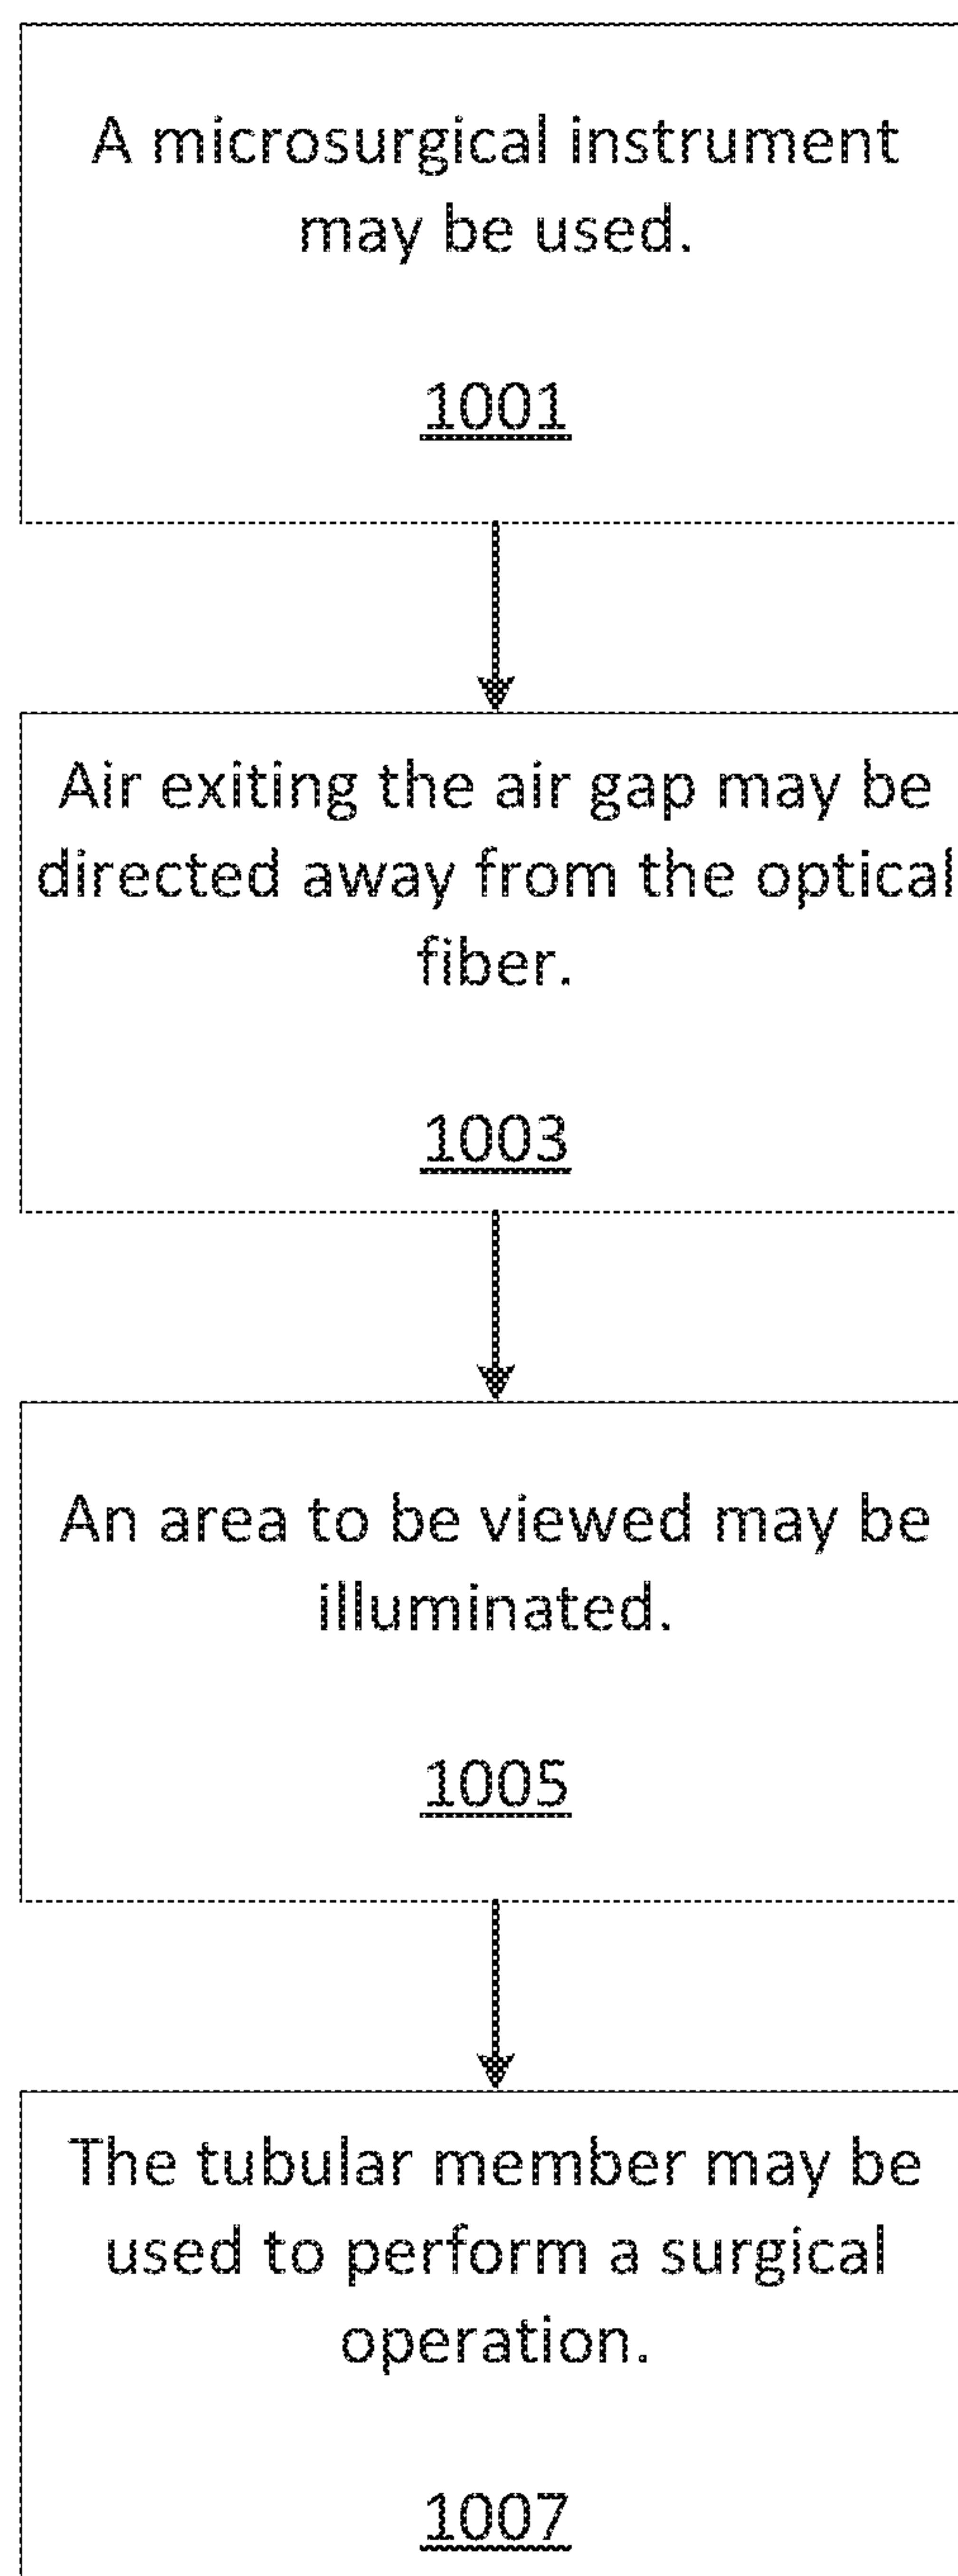 A microsurgical instrument
may be used.
1001
Air exiting the air gap may be
directed away from the optical
fiber.
1003
An area to be viewed may be
illuminated.
1005
The tubular member may be
used to perform a surgical
operation.
1007